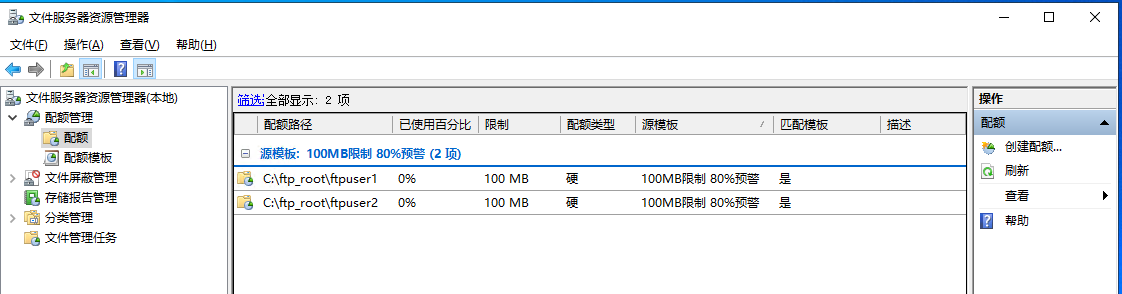 文件服务器资源管理器
文件(F) 操作(A) 查看(V) 帮助(H)
文件服务器资源管理器(本地)
配额管理
配额
配额模板
文件屏蔽管理
存储报告管理
分类管理
文件管理任务
筛选:全部显示: 2 项
配额路径 已使用百分比 限制 配额类型 源模板 匹配模板 描述
源模板: 100MB限制 80%预警 (2 项)
C:\ftp_root\ftpuser1 0% 100 MB 硬 100MB限制 80%预警 是
C:\ftp_root\ftpuser2 0% 100 MB 硬 100MB限制 80%预警 是
操作
配额
创建配额...
刷新
查看
帮助